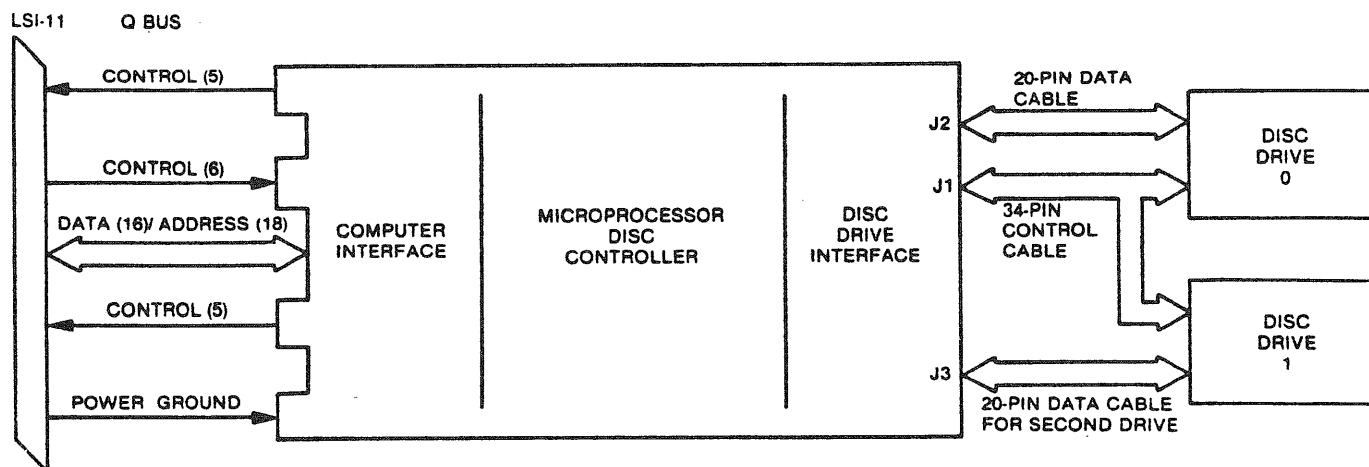 LSI-11 Q BUS
CONTROL (5)
CONTROL (6)
DATA (16)/ ADDRESS (18)
CONTROL (5)
POWER GROUND
COMPUTER
INTERFACE
MICROPROCESSOR
DISC
CONTROLLER
DISC
DRIVE
INTERFACE
J2
J1
J3
20-PIN DATA
CABLE
34-PIN
CONTROL
CABLE
20-PIN DATA CABLE
FOR SECOND DRIVE
DISC
DRIVE
0
DISC
DRIVE
1